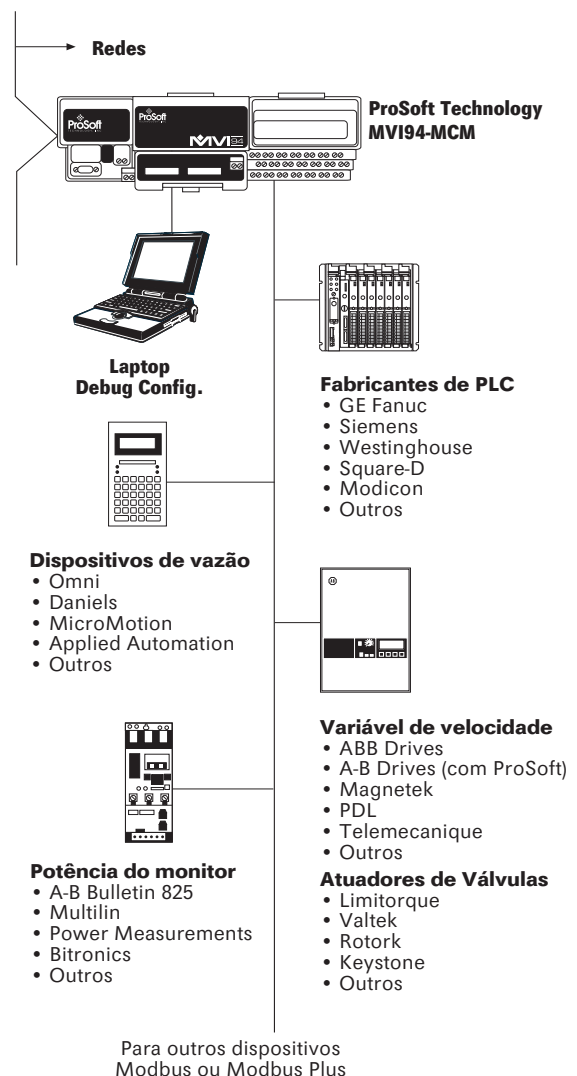 Redes
ProSoft
ProSoft
MVI 94
ProSoft Technology
MVI94-MCM
Laptop
Debug Config.
Fabricantes de PLC
• GE Fanuc
• Siemens
• Westinghouse
• Square-D
• Modicon
• Outros
Dispositivos de vazão
• Omni
• Daniels
• MicroMotion
• Applied Automation
• Outros
Variável de velocidade
• ABB Drives
• A-B Drives (com ProSoft)
• Magnetek
• PDL
• Telemecanique
• Outros
Potência do monitor
• A-B Bulletin 825
• Multilin
• Power Measurements
• Bitronics
• Outros
Atuadores de Válvulas
• Limitorque
• Valtek
• Rotork
• Keystone
• Outros
Para outros dispositivos
Modbus ou Modbus Plus